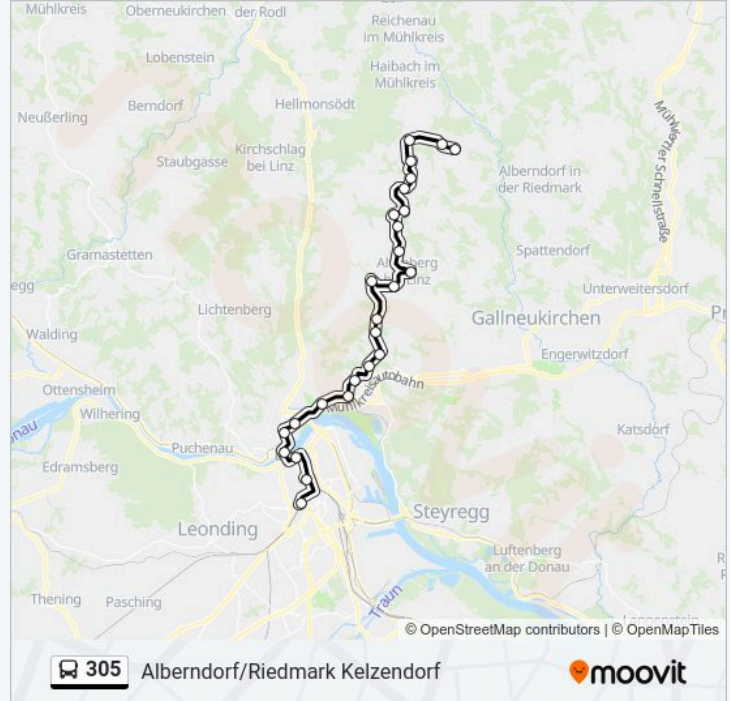 Mühlkreis
Oberneukirchen
der Rodl
Reichenau
im Mühlkreis
Lobenstein
Haibach im
Mühlkreis
Neußerling
Berndorf
Hellmonsödt
Mühlviertler Schnellstraße
Staubgasse
Kirchschlag
bei Linz
Alberndorf in
der Riedmark
Gramastetten
Spattendorf
egg
Unterweitersdorf
Lichtenberg
Gallneukirchen
Walding
Engerwitzdorf
Ottensheim
Wilhering
Puchenau
Katsdorf
Edramsberg
Steyregg
Leonding
Luftenberg
an der Donau
Thening
Pasching
Traun
© OpenStreetMap contributors | © OpenMapTiles
305 Alberndorf/Riedmark Kelzendorf
moovit